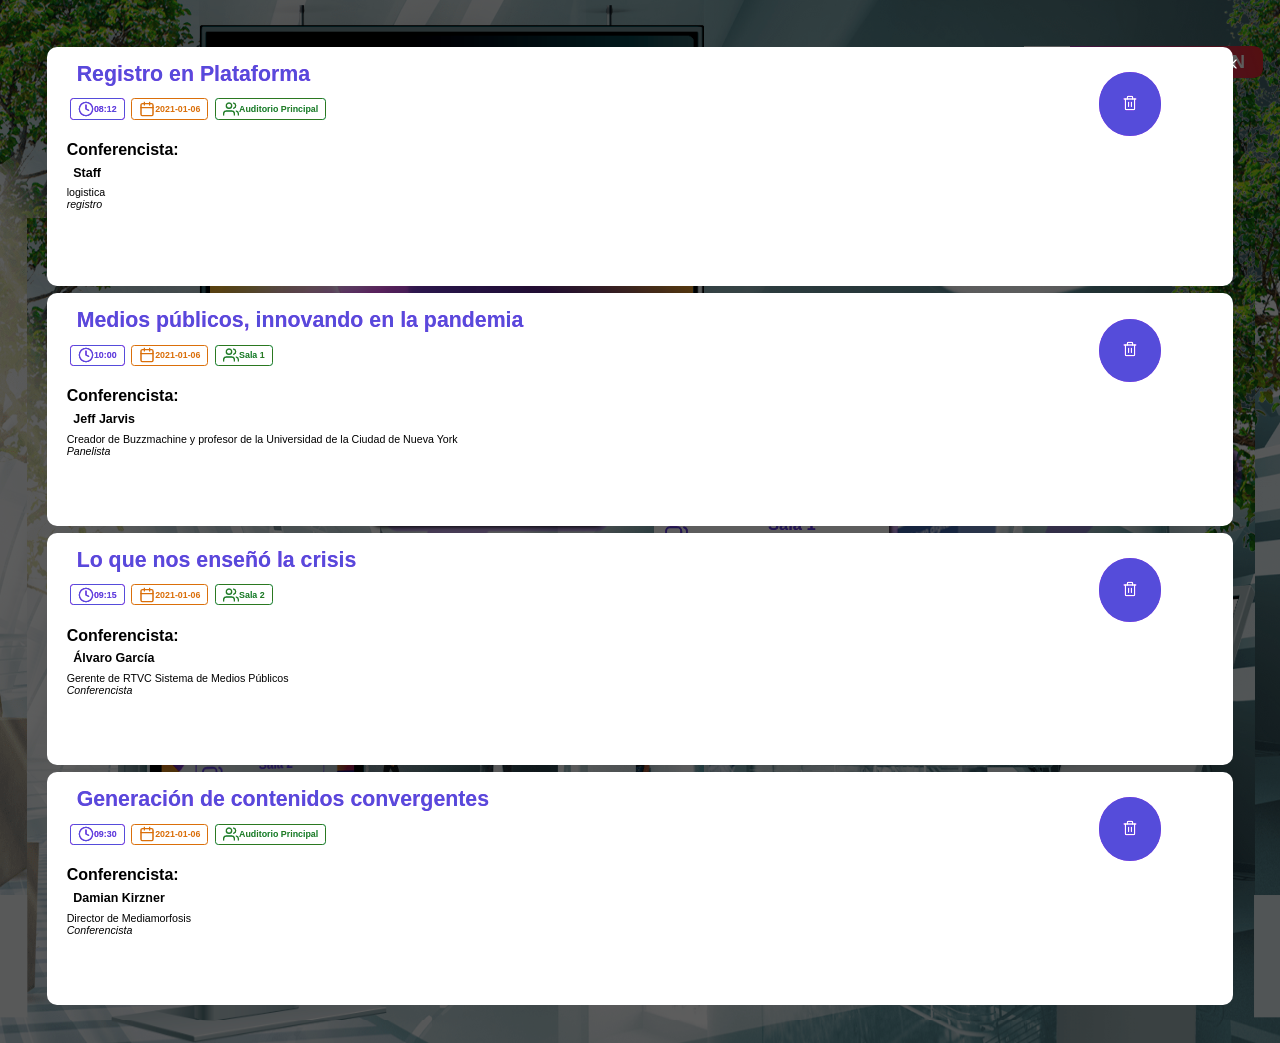 Registro en Plataforma
08:12 2021-01-06 Auditorio Principal
Conferencista:
Staff
logistica
registro
Medios públicos, innovando en la pandemia
10:00 2021-01-06 Sala 1
Conferencista:
Jeff Jarvis
Creador de Buzzmachine y profesor de la Universidad de la Ciudad de Nueva York
Panelista
Sala 1
Lo que nos enseñó la crisis
09:15 2021-01-06 Sala 2
Conferencista:
Álvaro García
Gerente de RTVC Sistema de Medios Públicos
Conferencista
Sala 2
Generación de contenidos convergentes
09:30 2021-01-06 Auditorio Principal
Conferencista:
Damian Kirzner
Director de Mediamorfosis
Conferencista